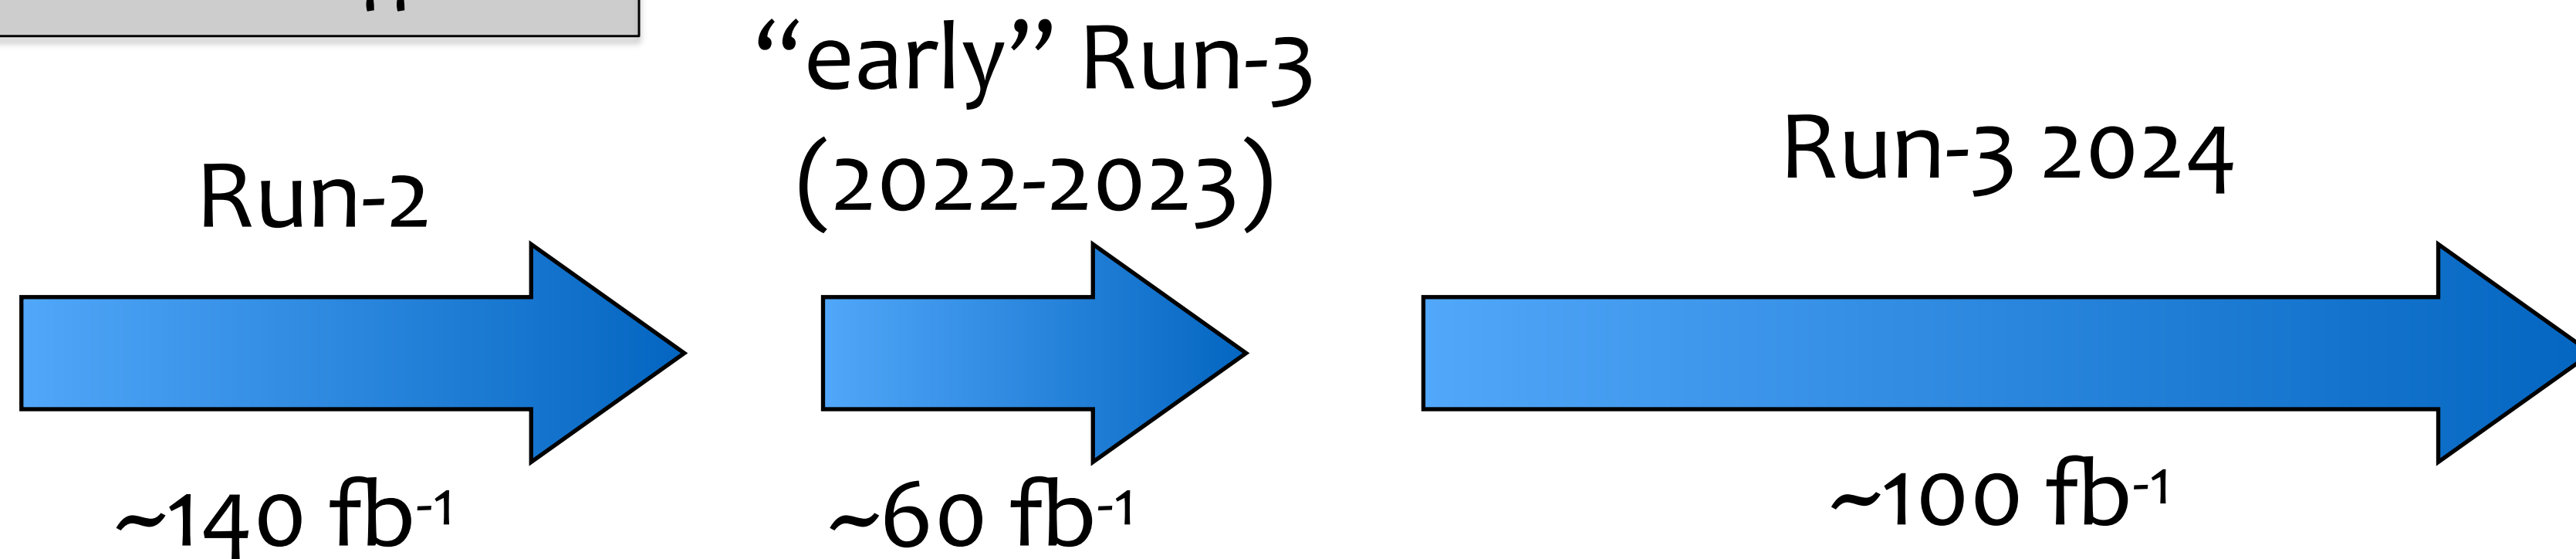 Run-2
~140 fb-1
“early” Run-3
(2022-2023)
~60 fb-1
Run-3 2024
~100 fb-1